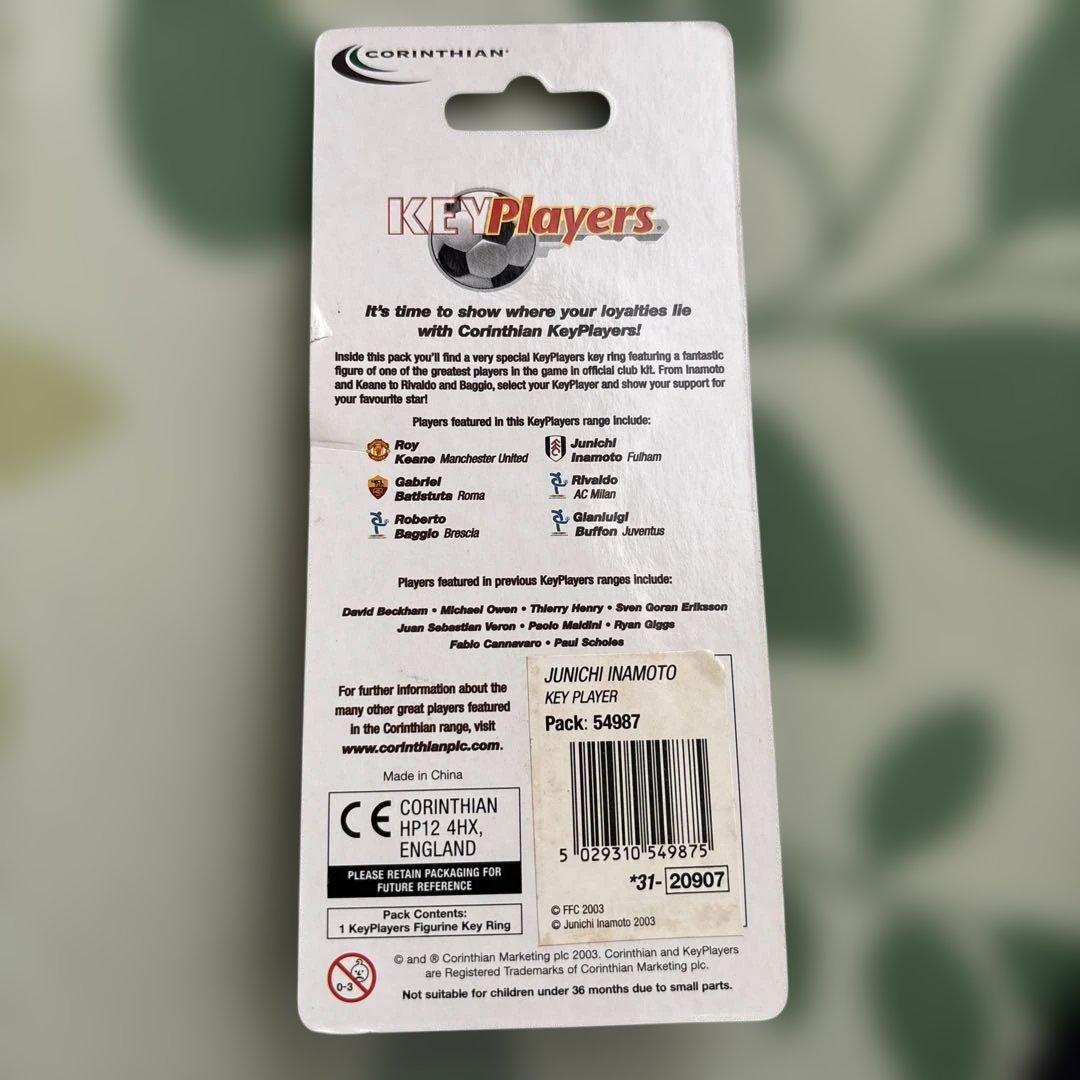 CORINTHIAN
KEYPlayers
It's time to show where your loyalties lie
with Corinthian KeyPlayers!
Inside this pack you'll find a very special KeyPlayers key ring featuring a fantastic
figure of one of the greatest players in the game in official club kit. From Inamoto
and Keane to Rivaldo and Baggio, select your KeyPlayer and show your support for
your favourite star!
Players featured in this KeyPlayers range include:
Roy
Keane Manchester United
Junichi
Inamoto Fulham
Gabriel
Batistuta Roma
Rivaldo
AC Milan
Roberto
Baggio Brescia
Gianluigi
Buffon Juventus
Players featured in previous KeyPlayers ranges include:
David Beckham • Michael Owen • Thierry Henry • Sven Goran Eriksson
Juan Sebastian Veron • Paolo Maldini • Ryan Giggs
Fabio Cannavaro • Paul Scholes
For further information about the
many other great players featured
in the Corinthian range, visit
www.corinthianplc.com.
Made in China
CE CORINTHIAN
HP12 4HX,
ENGLAND
PLEASE RETAIN PACKAGING FOR
FUTURE REFERENCE
Pack Contents:
1 KeyPlayers Figurine Key Ring
JUNICHI INAMOTO
KEY PLAYER
Pack: 54987
5 029310 549875
*31- 20907
© FFC 2003
© Junichi Inamoto 2003
0-3
© and ® Corinthian Marketing plc 2003. Corinthian and KeyPlayers
are Registered Trademarks of Corinthian Marketing plc.
Not suitable for children under 36 months due to small parts.